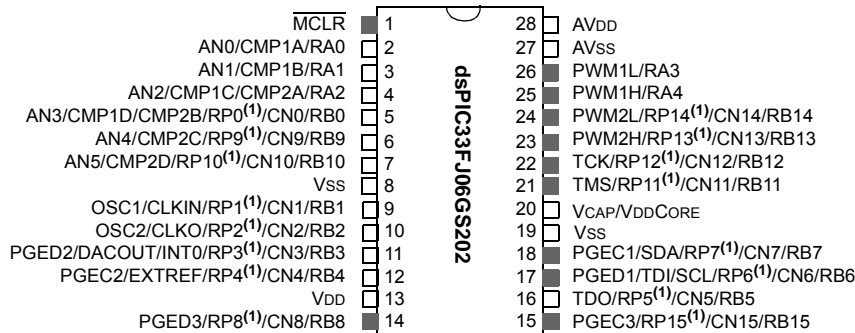 MCLR 1 28 AVDD
AN0/CMP1A/RA0 2 27 AVSS
AN1/CMP1B/RA1 3 26 PWM1L/RA3
AN2/CMP1C/CMP2A/RA2 4 25 PWM1H/RA4
AN3/CMP1D/CMP2B/RP0(1)/CN0/RB0 5 24 PWM2L/RP14(1)/CN14/RB14
AN4/CMP2C/RP9(1)/CN9/RB9 6 23 PWM2H/RP13(1)/CN13/RB13
AN5/CMP2D/RP10(1)/CN10/RB10 7 22 TCK/RP12(1)/CN12/RB12
VSS 8 21 TMS/RP11(1)/CN11/RB11
OSC1/CLKIN/RP1(1)/CN1/RB1 9 20 VCAP/VDDCORE
OSC2/CLKO/RP2(1)/CN2/RB2 10 19 VSS
PGED2/DACOUT/INT0/RP3(1)/CN3/RB3 11 18 PGEC1/SDA/RP7(1)/CN7/RB7
PGEC2/EXTREF/RP4(1)/CN4/RB4 12 17 PGED1/TDI/SCL/RP6(1)/CN6/RB6
VDD 13 16 TDO/RP5(1)/CN5/RB5
PGED3/RP8(1)/CN8/RB8 14 15 PGEC3/RP15(1)/CN15/RB15
dsPIC33FJ06GS202